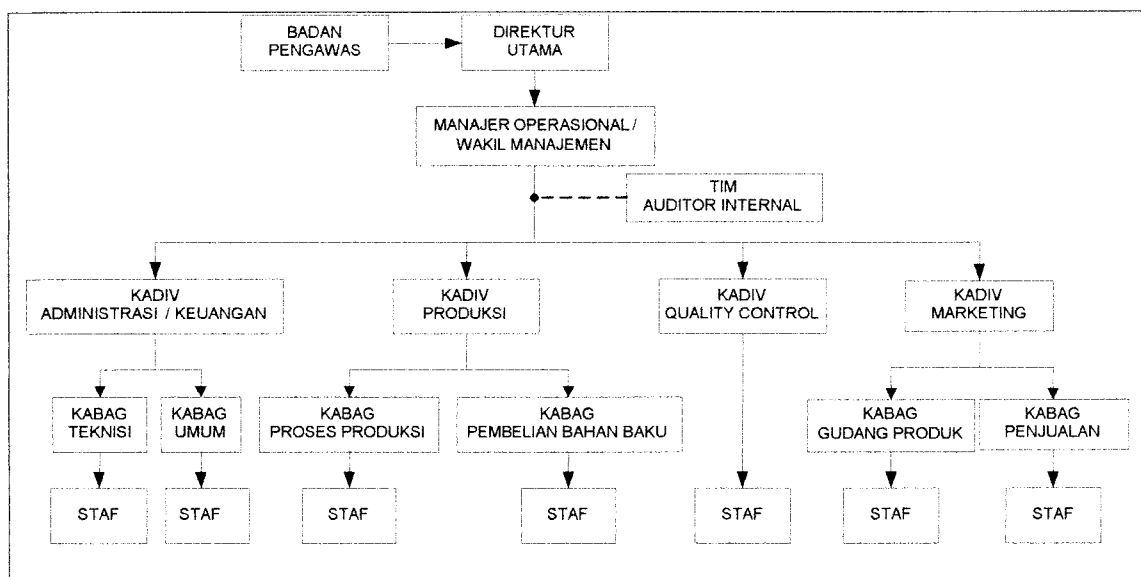 BADAN
PENGAWAS
DIREKTUR
UTAMA
MANAJER OPERASIONAL /
WAKIL MANAJEMEN
TIM
AUDITOR INTERNAL
KADIV
ADMINISTRASI / KEUANGAN
KADIV
PRODUKSI
KADIV
QUALITY CONTROL
KADIV
MARKETING
KABAG
TEKNISI
KABAG
UMUM
KABAG
PROSES PRODUKSI
KABAG
PEMBELIAN BAHAN BAKU
KABAG
GUDANG PRODUK
KABAG
PENJUALAN
STAF
STAF
STAF
STAF
STAF
STAF
STAF